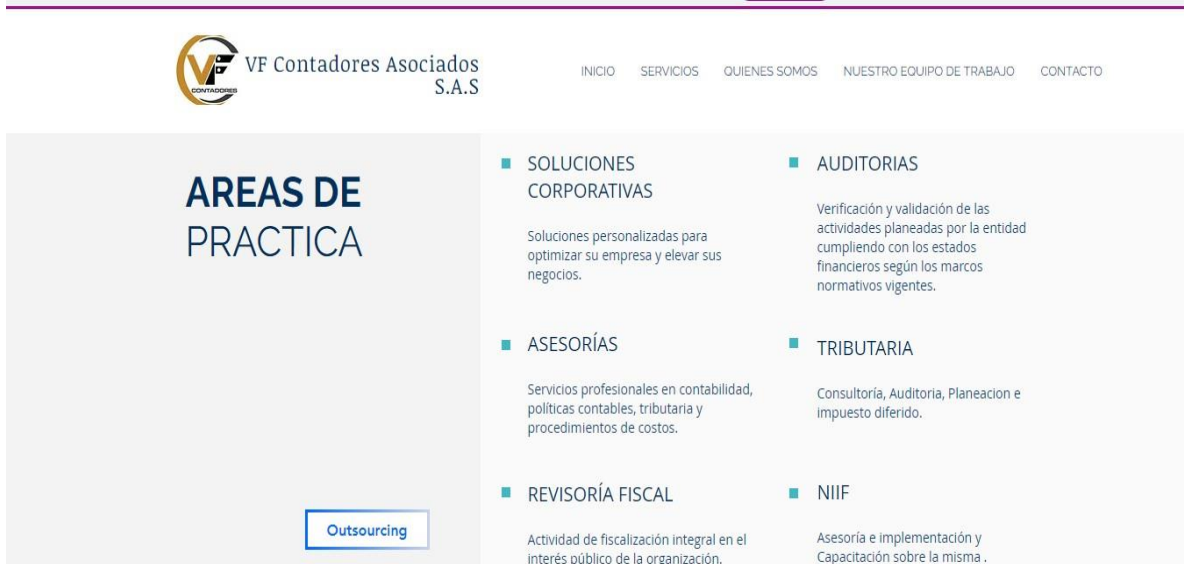 VF
CONTADORES
VF Contadores Asociados
S.A.S
INICIO SERVICIOS QUIENES SOMOS NUESTRO EQUIPO DE TRABAJO CONTACTO
AREAS DE
PRACTICA
Outsourcing
SOLUCIONES
CORPORATIVAS
Soluciones personalizadas para
optimizar su empresa y elevar sus
negocios.
AUDITORIAS
Verificación y validación de las
actividades planeadas por la entidad
cumpliendo con los estados
financieros según los marcos
normativos vigentes.
ASESORÍAS
Servicios profesionales en contabilidad,
políticas contables, tributaria y
procedimientos de costos.
TRIBUTARIA
Consultoría, Auditoria, Planeacion e
impuesto diferido.
REVISORÍA FISCAL
Actividad de fiscalización integral en el
interés público de la organización.
NIIF
Asesoría e implementación y
Capacitación sobre la misma .